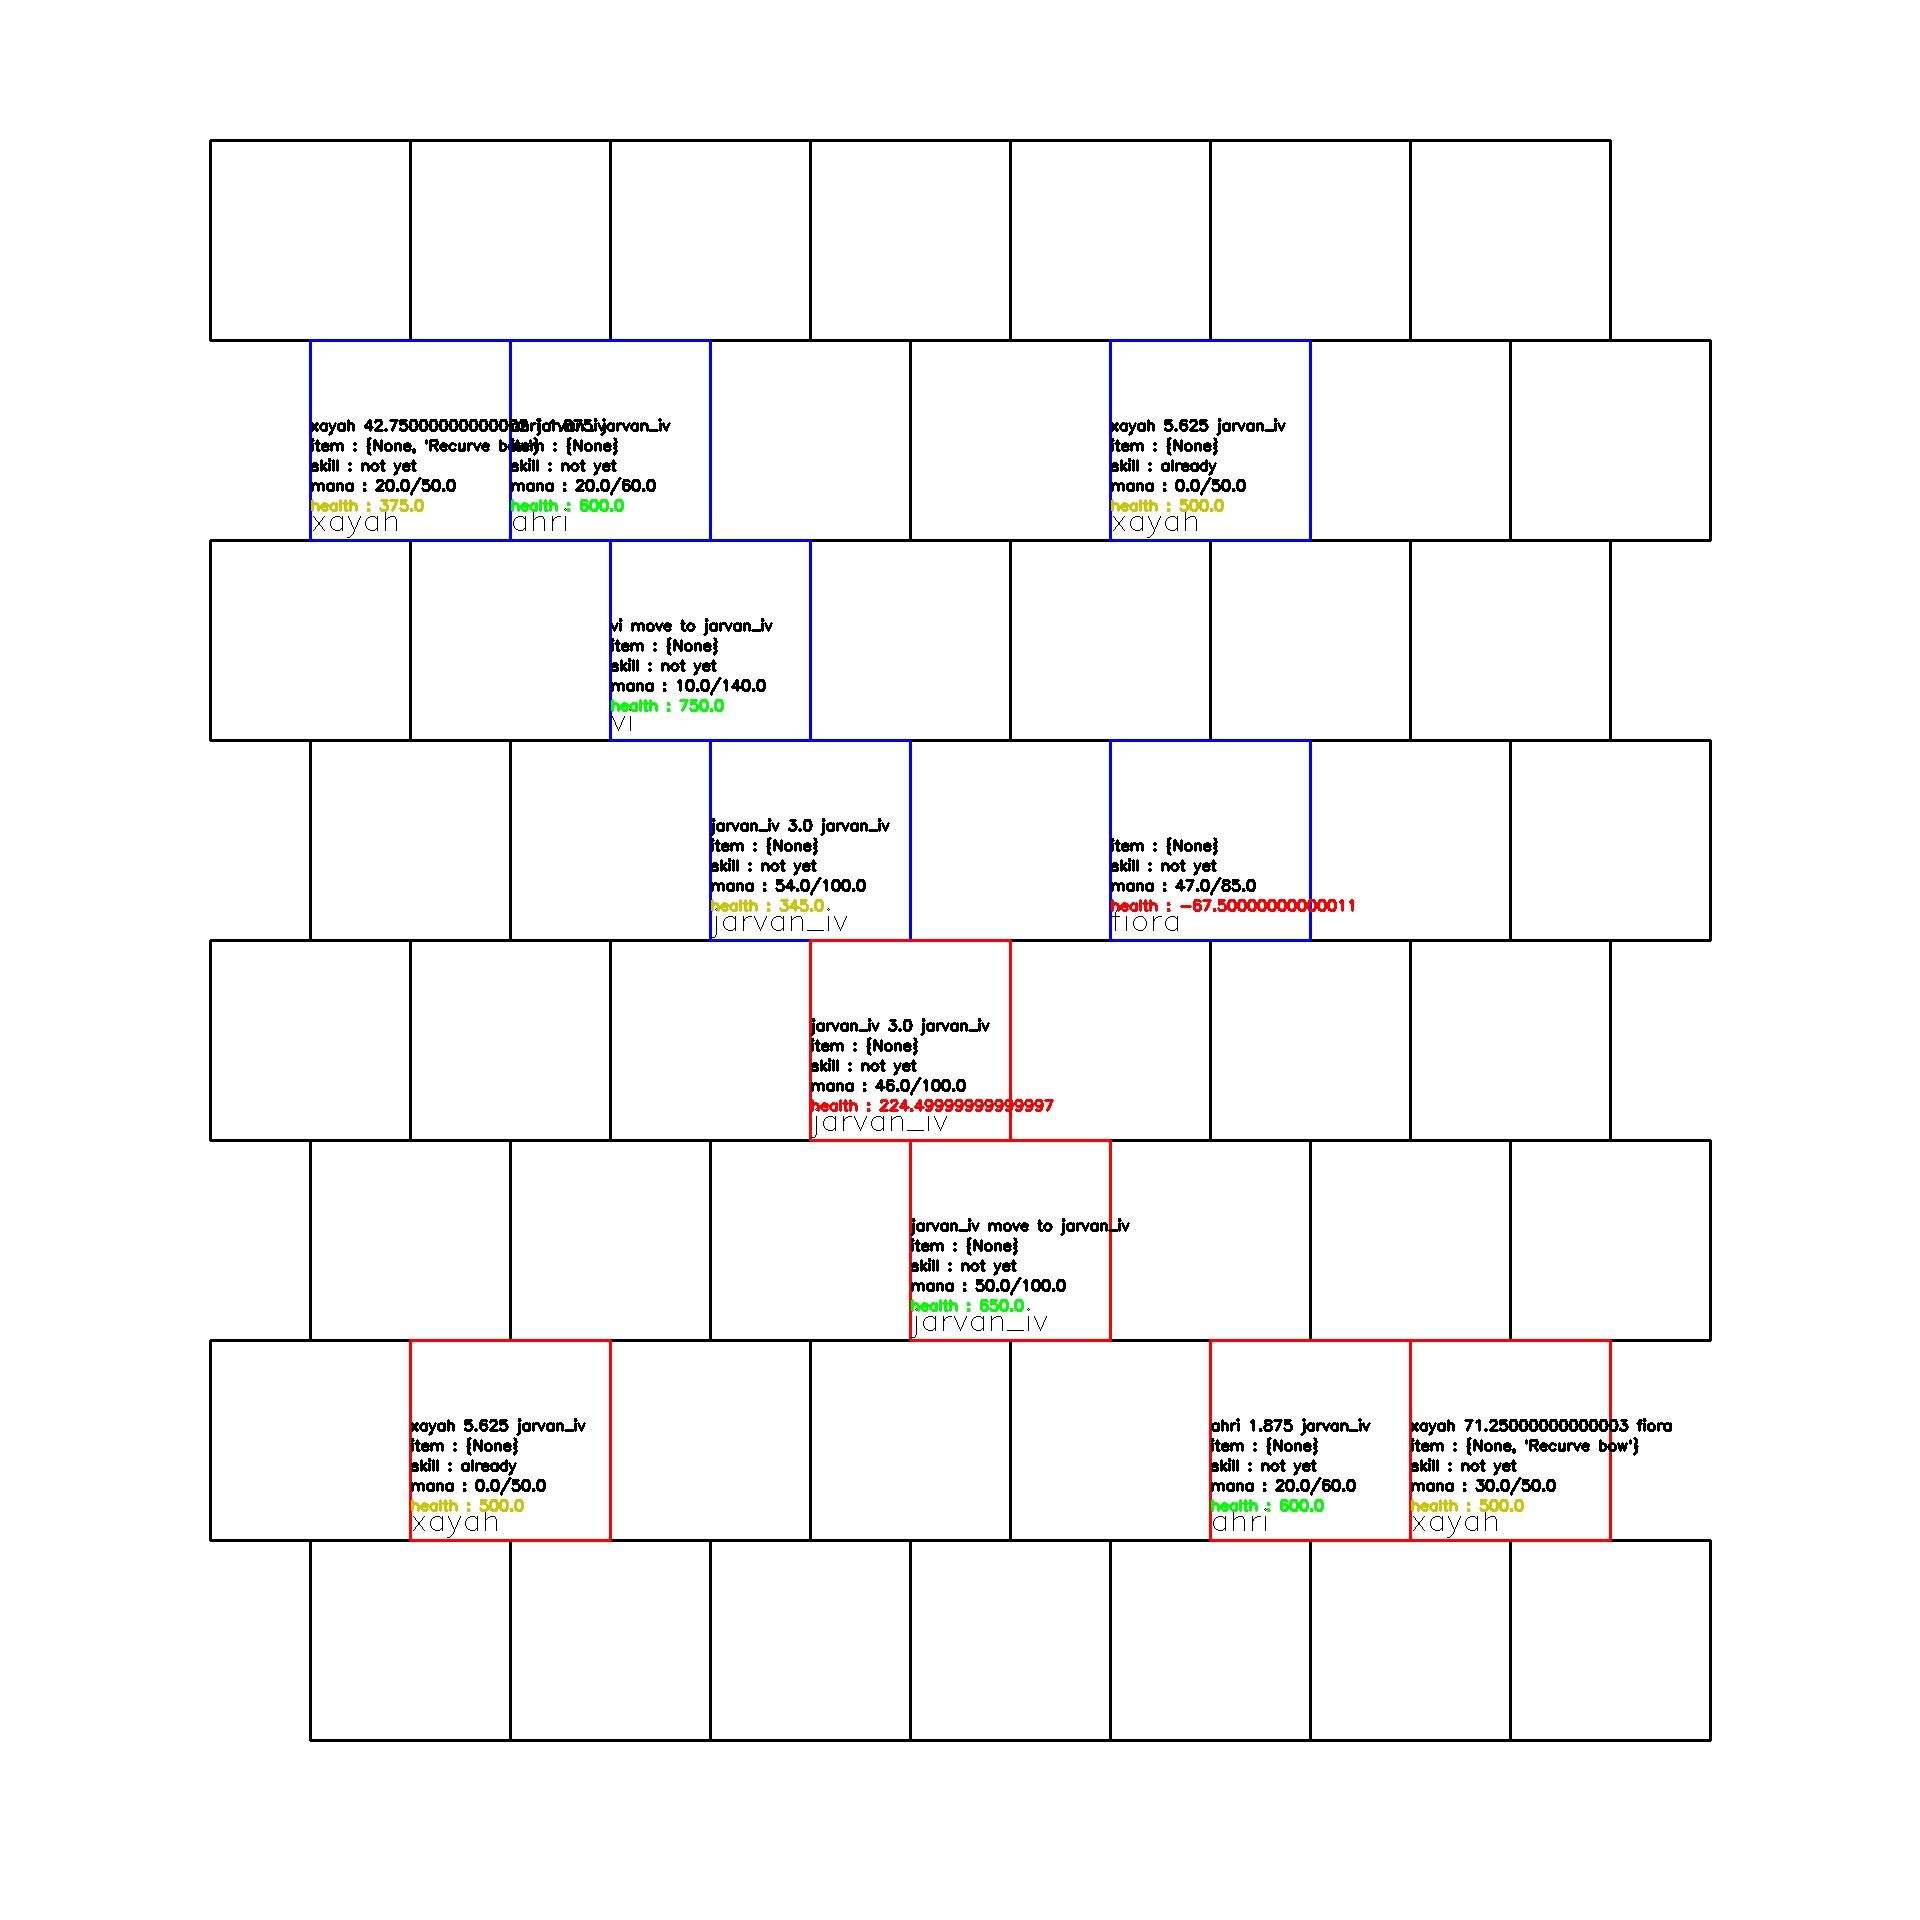 xayah 42.75000000000003 jarvan_iv
item : {None, 'Recurve bow'}
skill : not yet
mana : 20.0/50.0
health : 375.0
xayah
ahri 1.875 jarvan_iv
item : {None}
skill : not yet
mana : 20.0/60.0
health : 600.0
ahri
xayah 5.625 jarvan_iv
item : {None}
skill : already
mana : 0.0/50.0
health : 500.0
xayah
vi move to jarvan_iv
item : {None}
skill : not yet
mana : 10.0/140.0
health : 750.0
vi
jarvan_iv 3.0 jarvan_iv
item : {None}
skill : not yet
mana : 54.0/100.0
health : 345.0
jarvan_iv
item : {None}
skill : not yet
mana : 47.0/85.0
health : -67.50000000000011
fiora
jarvan_iv 3.0 jarvan_iv
item : {None}
skill : not yet
mana : 46.0/100.0
health : 224.49999999999997
jarvan_iv
jarvan_iv move to jarvan_iv
item : {None}
skill : not yet
mana : 50.0/100.0
health : 650.0
jarvan_iv
xayah 5.625 jarvan_iv
item : {None}
skill : already
mana : 0.0/50.0
health : 500.0
xayah
ahri 1.875 jarvan_iv
item : {None}
skill : not yet
mana : 20.0/60.0
health : 600.0
ahri
xayah 71.25000000000003 fiora
item : {None, 'Recurve bow'}
skill : not yet
mana : 30.0/50.0
health : 500.0
xayah